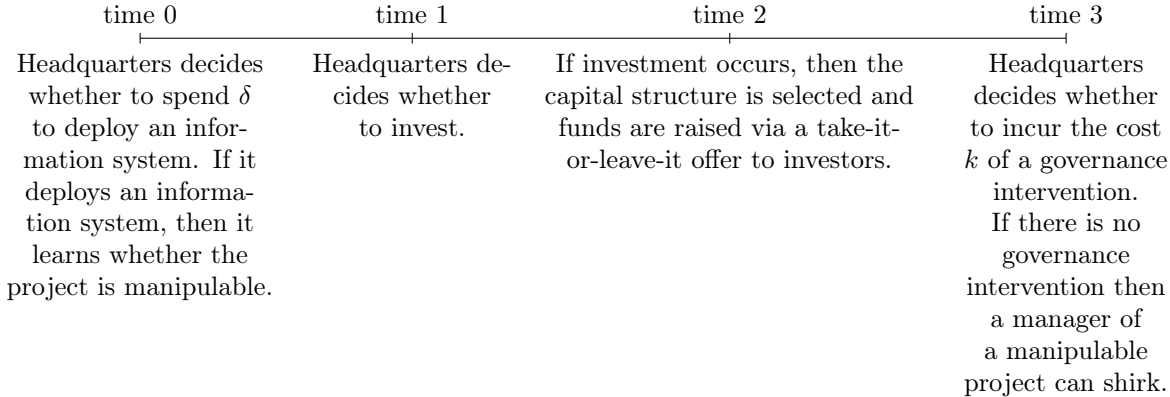 time 0
time 1
time 2
time 3
Headquarters decides
whether to spend δ
to deploy an infor-
mation system. If it
deploys an informa-
tion system, then it
learns whether the
project is manipulable.
Headquarters de-
cides whether
to invest.
If investment occurs, then the
capital structure is selected and
funds are raised via a take-it-
or-leave-it offer to investors.
Headquarters
decides whether
to incur the cost
k of a governance
intervention.
If there is no
governance
intervention then
a manager of
a manipulable
project can shirk.